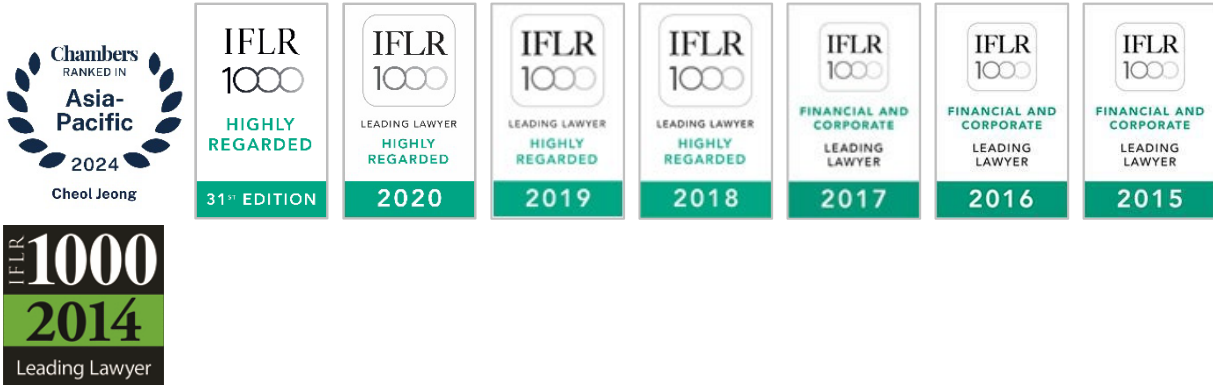 Chambers
RANKED IN
Asia-
Pacific
2024
Cheol Jeong
IFLR
1000
HIGHLY
REGARDED
31ST EDITION
IFLR
1000
LEADING LAWYER
HIGHLY
REGARDED
2020
IFLR
1000
LEADING LAWYER
HIGHLY
REGARDED
2019
IFLR
1000
LEADING LAWYER
HIGHLY
REGARDED
2018
IFLR
1000
FINANCIAL AND
CORPORATE
LEADING
LAWYER
2017
IFLR
1000
FINANCIAL AND
CORPORATE
LEADING
LAWYER
2016
IFLR
1000
FINANCIAL AND
CORPORATE
LEADING
LAWYER
2015
IFLR 1000
2014
Leading Lawyer